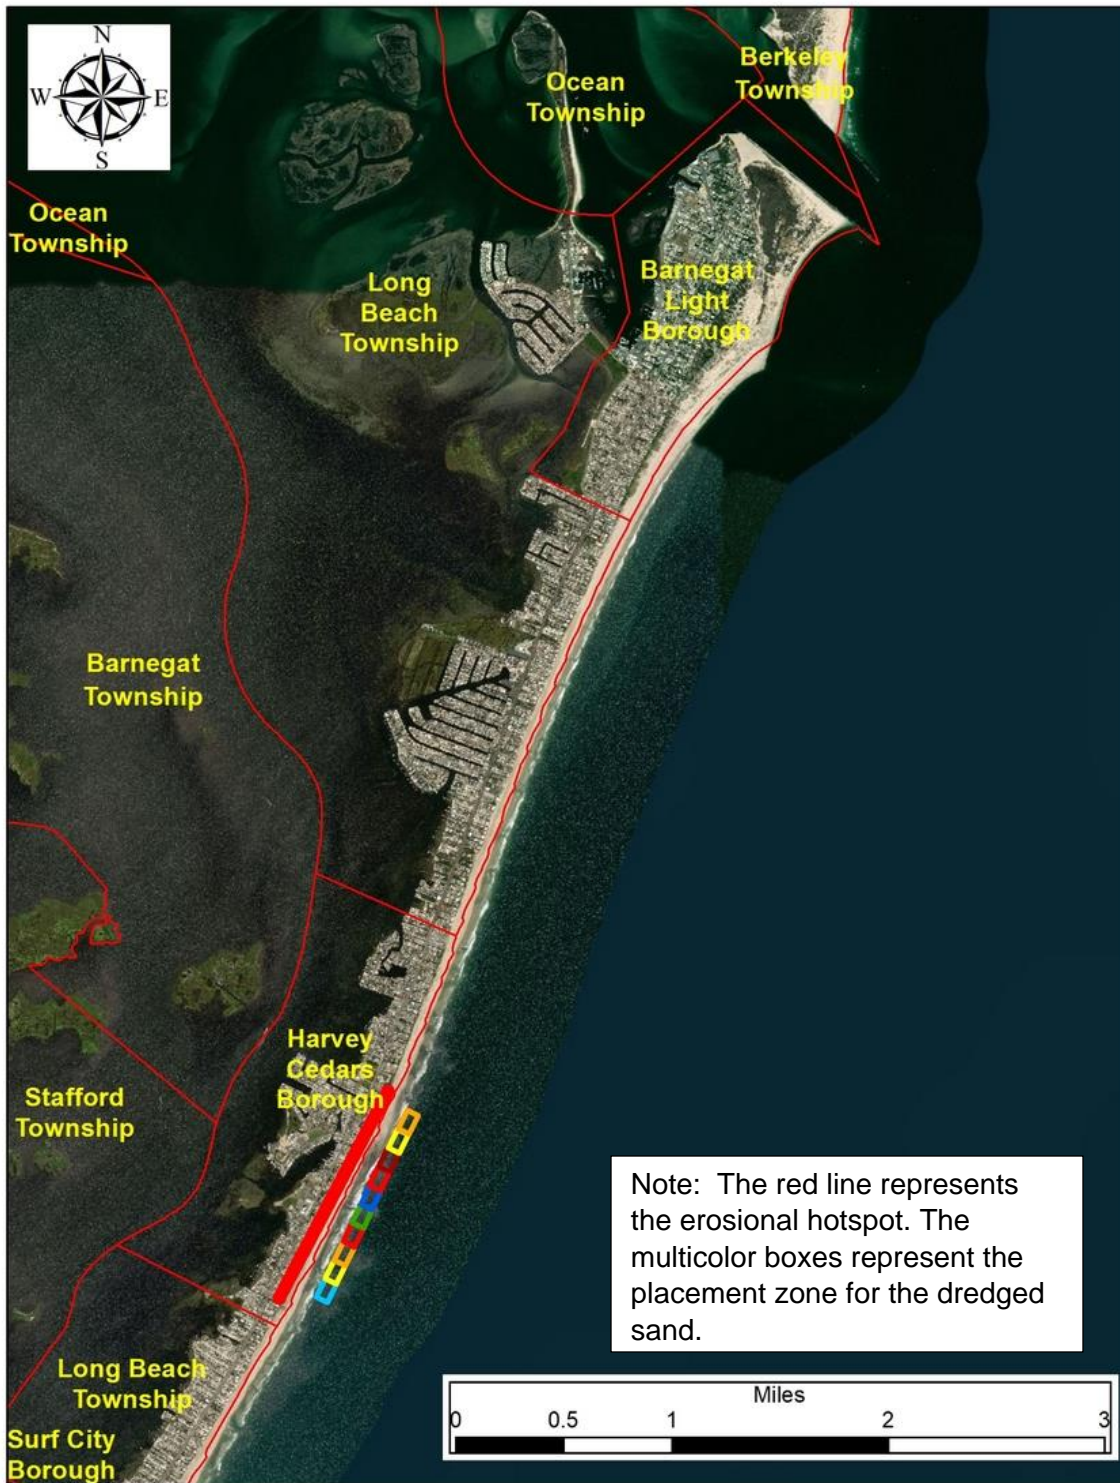 N
W E
S
Ocean
Township
Berkeley
Township
Ocean
Township
Long
Beach
Township
Barnegat
Light
Borough
Barnegat
Township
Harvey
Cedars
Borough
Stafford
Township
Long Beach
Township
Surf City
Borough
Note: The red line represents
the erosional hotspot. The
multicolor boxes represent the
placement zone for the dredged
sand.
Miles
0 0.5 1 2 3